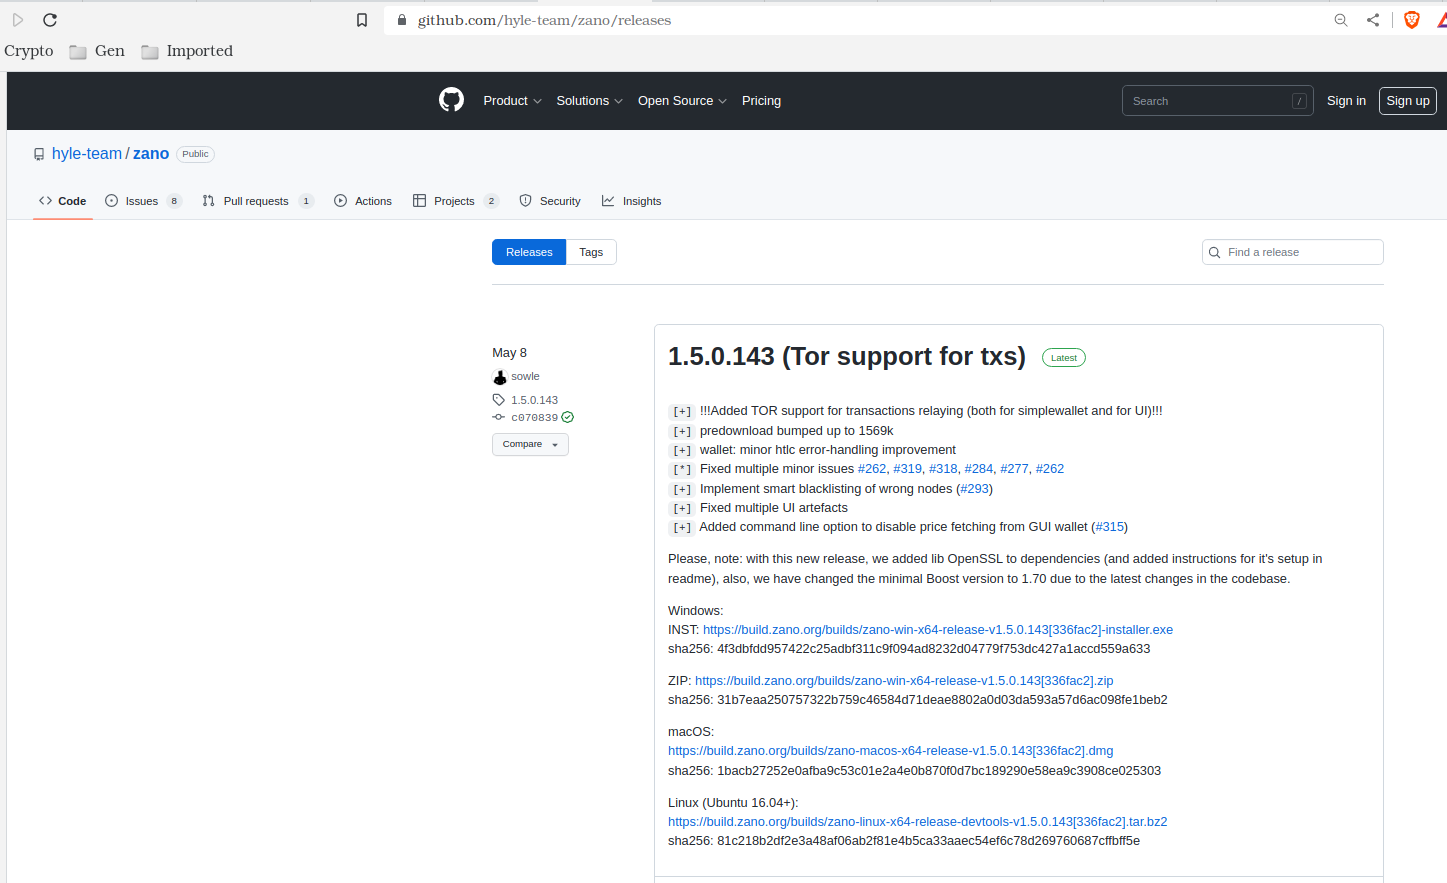 github.com/hyle-team/zano/releases
Crypto Gen Imported
Product Solutions Open Source Pricing Search / Sign in Sign up
hyle-team / zano Public
Code Issues 8 Pull requests 1 Actions Projects 2 Security Insights
Releases Tags Find a release
May 8
sowle
1.5.0.143
c070839
Compare
1.5.0.143 (Tor support for txs) Latest
[+] !!!Added TOR support for transactions relaying (both for simplewallet and for UI)!!!
[+] predownload bumped up to 1569k
[+] wallet: minor htlc error-handling improvement
[*] Fixed multiple minor issues #262, #319, #318, #284, #277, #262
[+] Implement smart blacklisting of wrong nodes (#293)
[+] Fixed multiple UI artefacts
[+] Added command line option to disable price fetching from GUI wallet (#315)
Please, note: with this new release, we added lib OpenSSL to dependencies (and added instructions for it's setup in
readme), also, we have changed the minimal Boost version to 1.70 due to the latest changes in the codebase.
Windows:
INST: https://build.zano.org/builds/zano-win-x64-release-v1.5.0.143[336fac2]-installer.exe
sha256: 4f3dbfdd957422c25adbf311c9f094ad8232d04779f753dc427a1accd559a633
ZIP: https://build.zano.org/builds/zano-win-x64-release-v1.5.0.143[336fac2].zip
sha256: 31b7eaa250757322b759c46584d71deae8802a0d03da593a57d6ac098fe1beb2
macOS:
https://build.zano.org/builds/zano-macos-x64-release-v1.5.0.143[336fac2].dmg
sha256: 1bacb27252e0afba9c53c01e2a4e0b870f0d7bc189290e58ea9c3908ce025303
Linux (Ubuntu 16.04+):
https://build.zano.org/builds/zano-linux-x64-release-devtools-v1.5.0.143[336fac2].tar.bz2
sha256: 81c218b2df2e3a48af06ab2f81e4b5ca33aaec54ef6c78d269760687cffbff5e